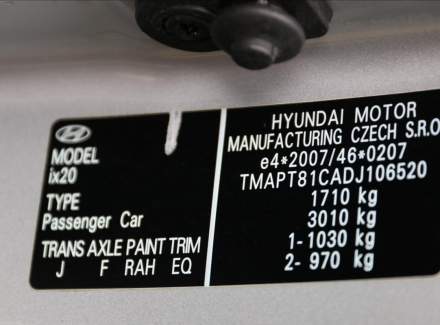 MODEL
ix20
TYPE
Passenger Car
TRANS AXLE PAINT TRIM
J F RAH EQ
HYUNDAI MOTOR
MANUFACTURING CZECH S.R.O
e4*2007/46*0207
TMAPT81CADJ106520
1710 kg
3010 kg
1- 1030 kg
2- 970 kg